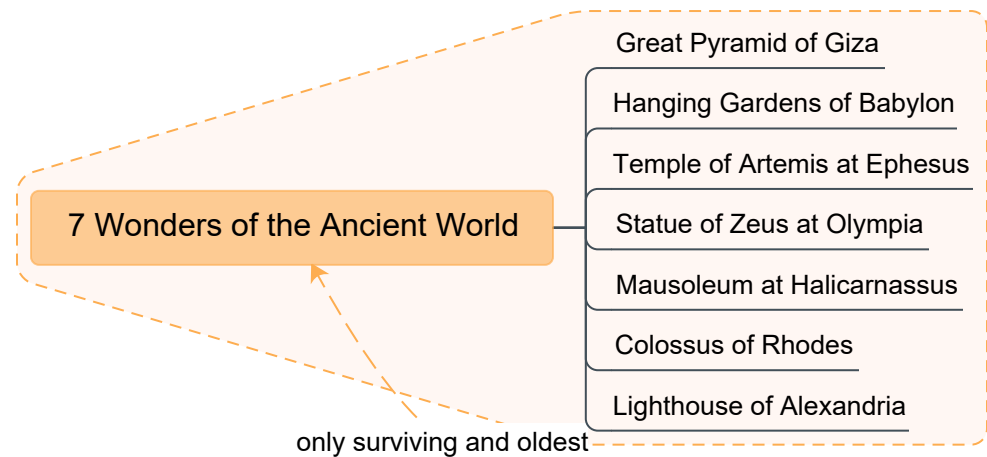 7 Wonders of the Ancient World
Great Pyramid of Giza
Hanging Gardens of Babylon
Temple of Artemis at Ephesus
Statue of Zeus at Olympia
Mausoleum at Halicarnassus
Colossus of Rhodes
Lighthouse of Alexandria
only surviving and oldest